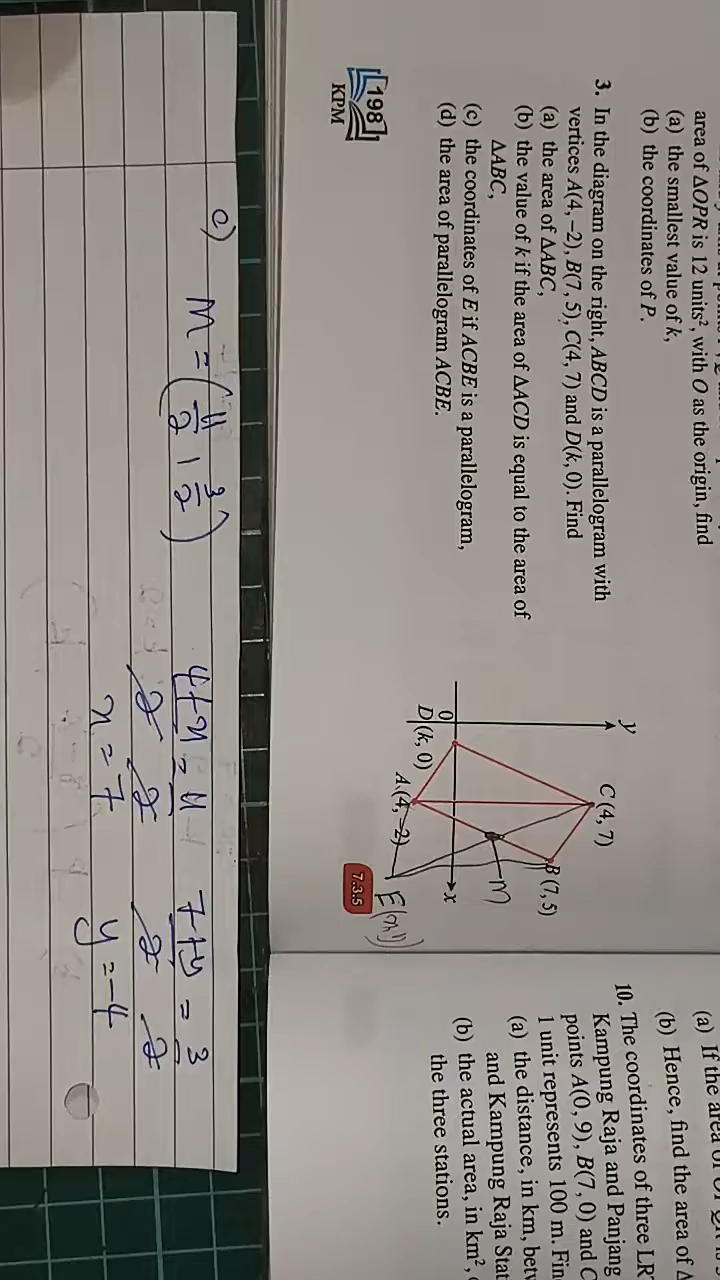 area of ΔOPR is 12 units², with O as the origin, find
(a) the smallest value of k,
(b) the coordinates of P.
3. In the diagram on the right, ABCD is a parallelogram with
vertices A(4, –2), B(7, 5), C(4, 7) and D(k, 0). Find
(a) the area of ΔABC,
(b) the value of k if the area of ΔACD is equal to the area of
ΔABC,
(c) the coordinates of E if ACBE is a parallelogram,
(d) the area of parallelogram ACBE.
y
C(4, 7)
B(7, 5)
M
0
x
D(k, 0)
A(4, –2)
E(x,y)
7.3.5
198
KPM
(a) If the area of
(b) Hence, find the area of Δ
10. The coordinates of three LR
Kampung Raja and Panjang
points A(0, 9), B(7, 0) and C
1 unit represents 100 m. Fin
(a) the distance, in km, betw
and Kampung Raja Stat
(b) the actual area, in km²,
the three stations.
c) M = (11/2, 3/2)
4+x/2 = 11/2
7+y/2 = 3/2
x = 7
y = -4